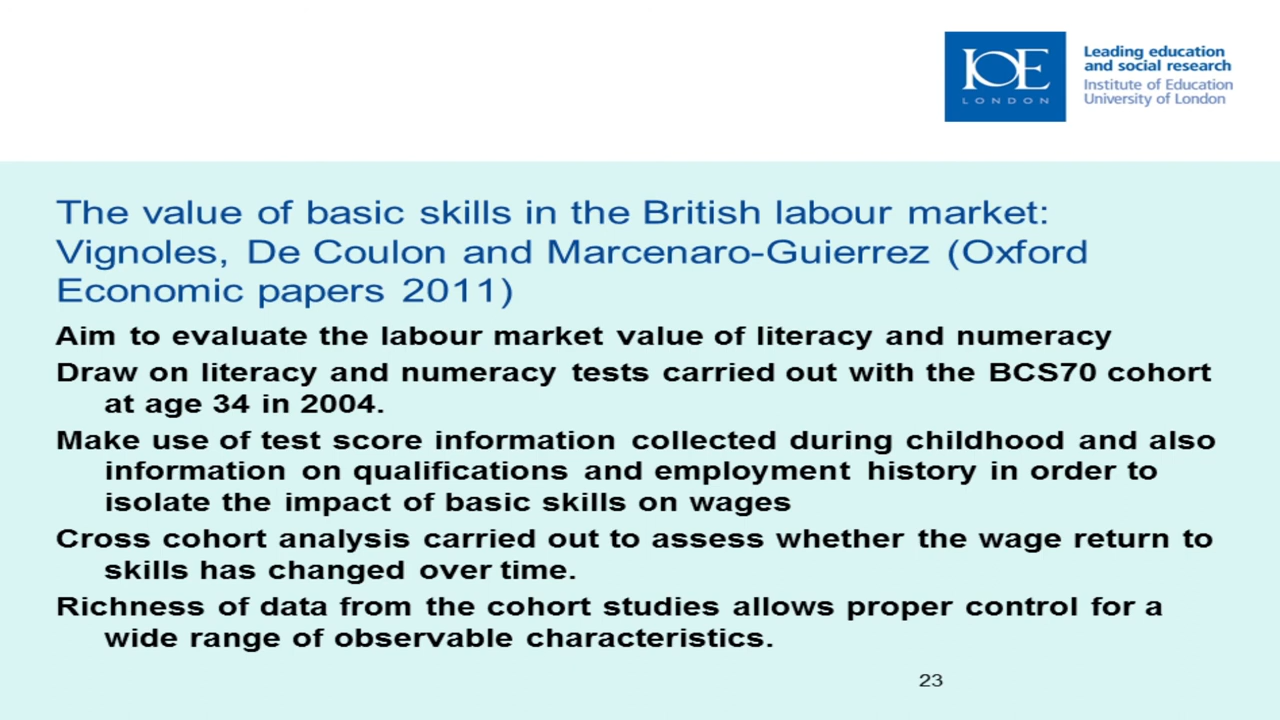 IOE
LONDON
Leading education
and social research
Institute of Education
University of London
The value of basic skills in the British labour market:
Vignoles, De Coulon and Marcenaro-Guierrez (Oxford
Economic papers 2011)
Aim to evaluate the labour market value of literacy and numeracy
Draw on literacy and numeracy tests carried out with the BCS70 cohort
at age 34 in 2004.
Make use of test score information collected during childhood and also
information on qualifications and employment history in order to
isolate the impact of basic skills on wages
Cross cohort analysis carried out to assess whether the wage return to
skills has changed over time.
Richness of data from the cohort studies allows proper control for a
wide range of observable characteristics.
23